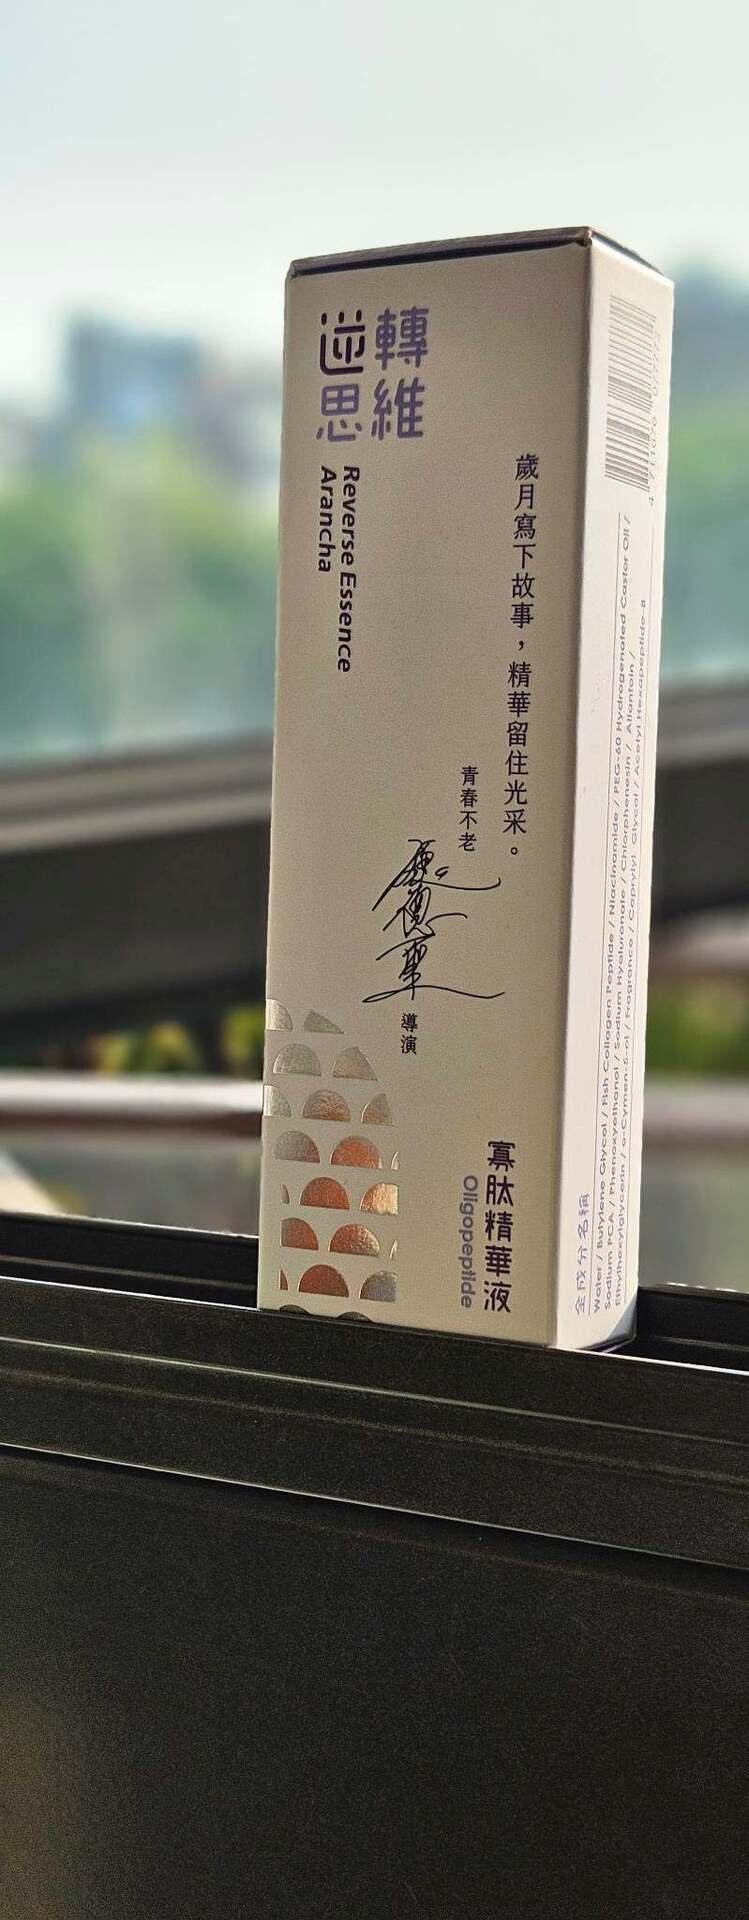 逆轉
思維
Reverse Essence
Arancha
歲月寫下故事，精華留住光采。
青春不老
魏德聖
導演
寡肽精華液
Oligopeptide
全成分名稱
Water / Butylene Glycol / Fish Collagen Peptide / Niacinamide / PEG-60 Hydrogenated Castor Oil /
Sodium PCA / Phenoxyethanol / Sodium Hyaluronate / Chlorphenesin / Allantoin /
Ethylhexylglycerin / o-Cymen-5-ol / Fragrance / Caprylyl Glycol / Acetyl Hexapeptide-8